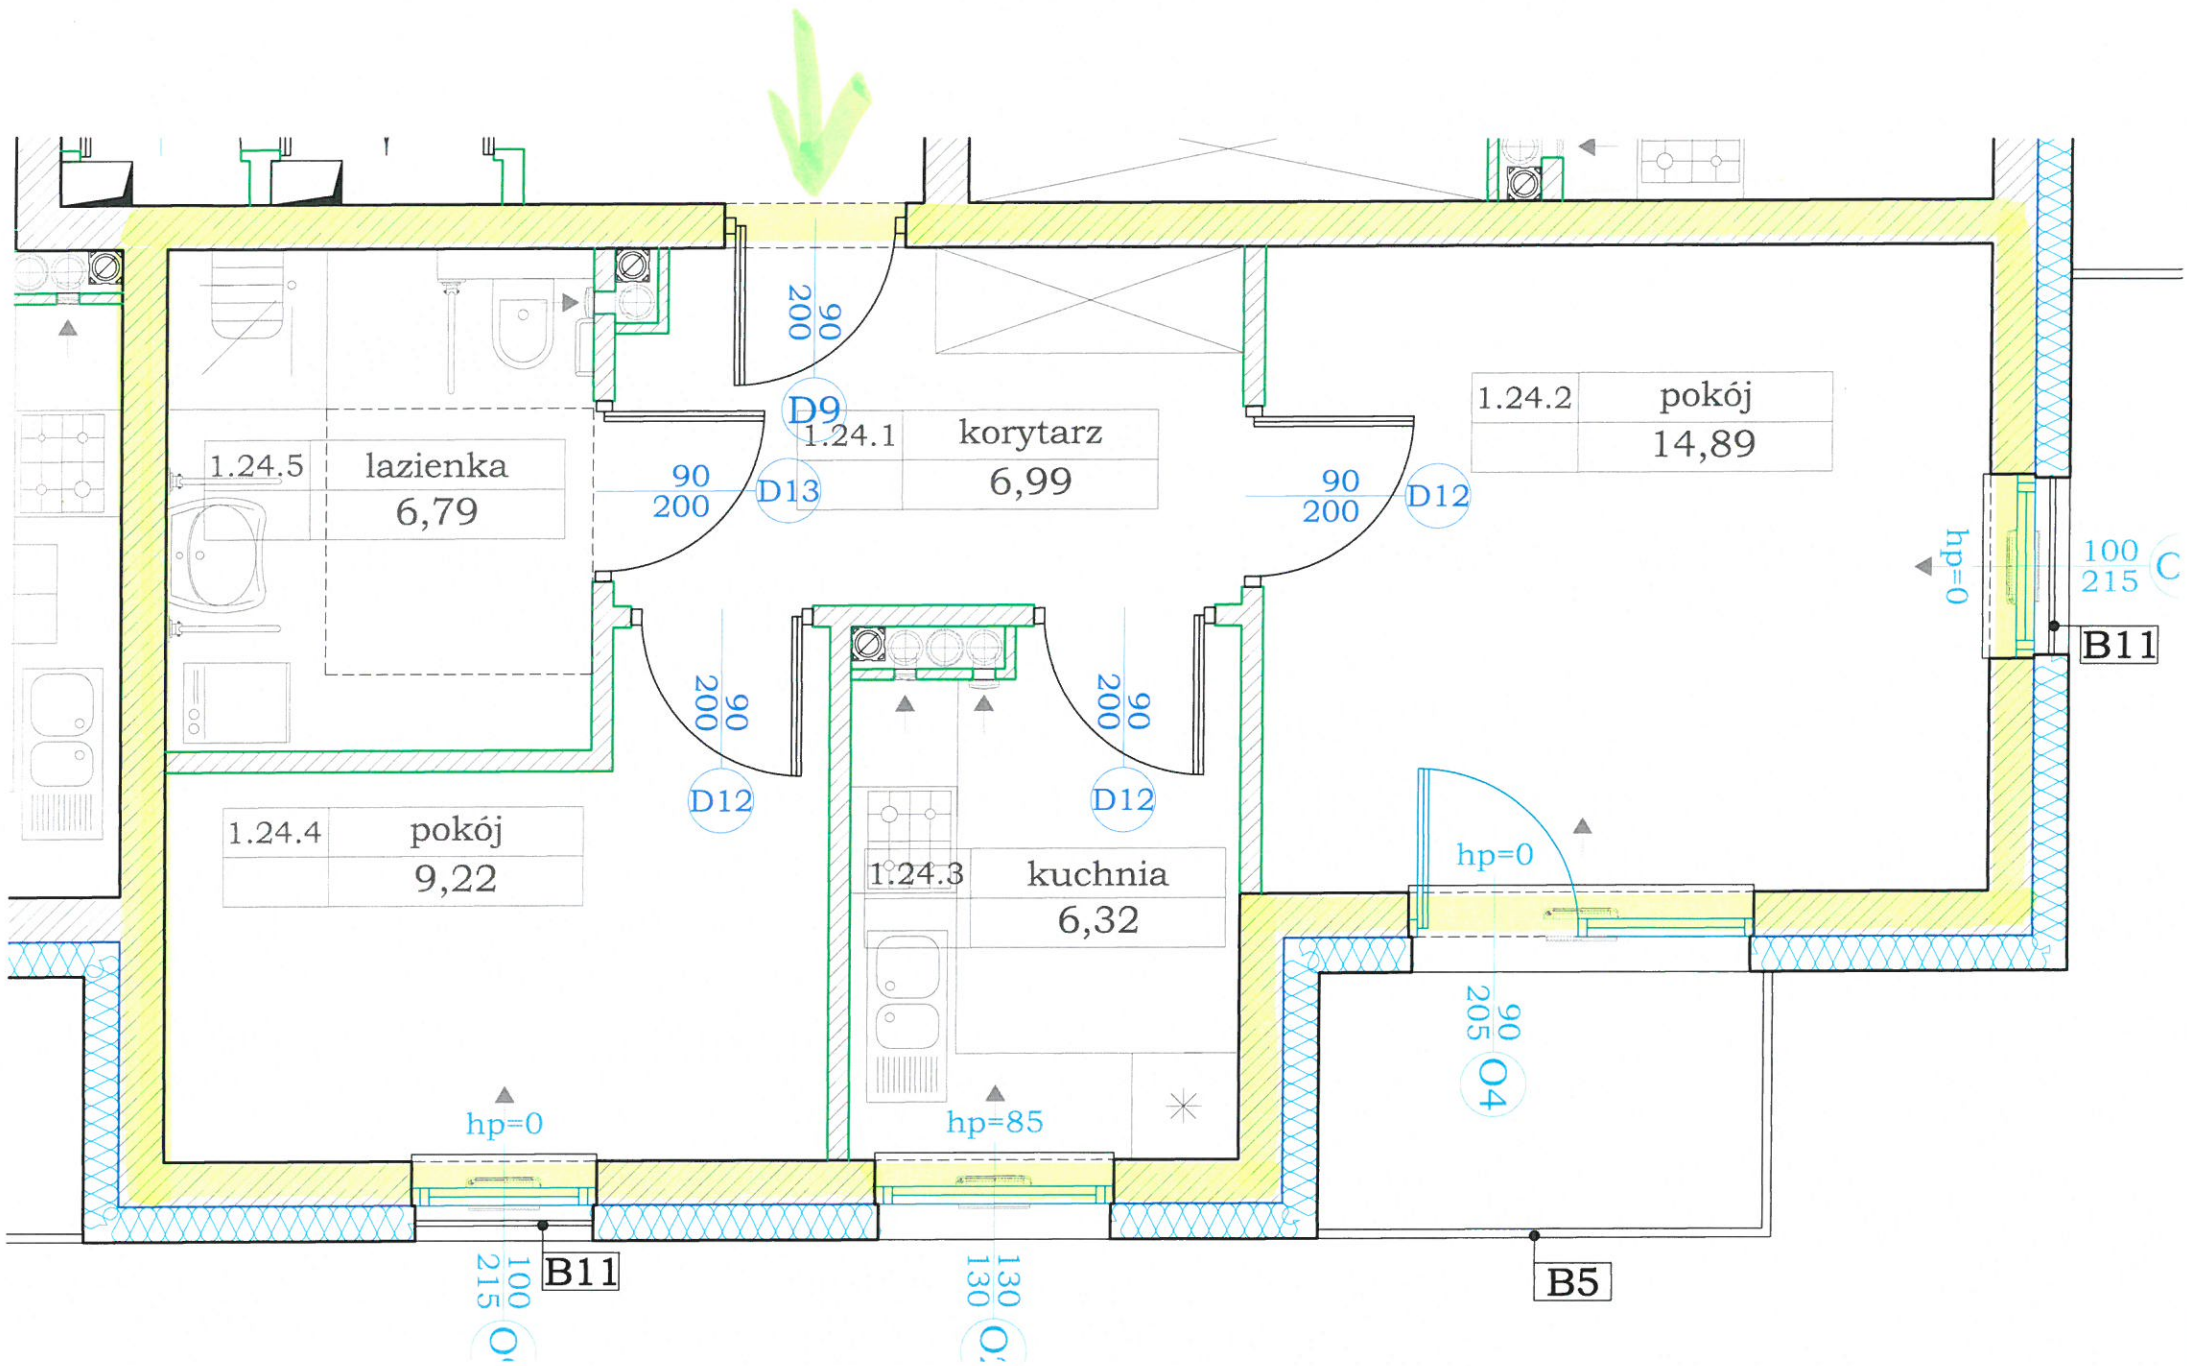 90
200
D9
1.24.1 korytarz
6,99
1.24.2 pokój
14,89
1.24.5 lazienka
6,79
90
200
D13
90
200
D12
hp=0
100
215
B11
90
200
D12
90
200
D12
1.24.4 pokój
9,22
1.24.3 kuchnia
6,32
hp=0
90
205
O4
hp=0
hp=85
100
215
B11
130
130
B5